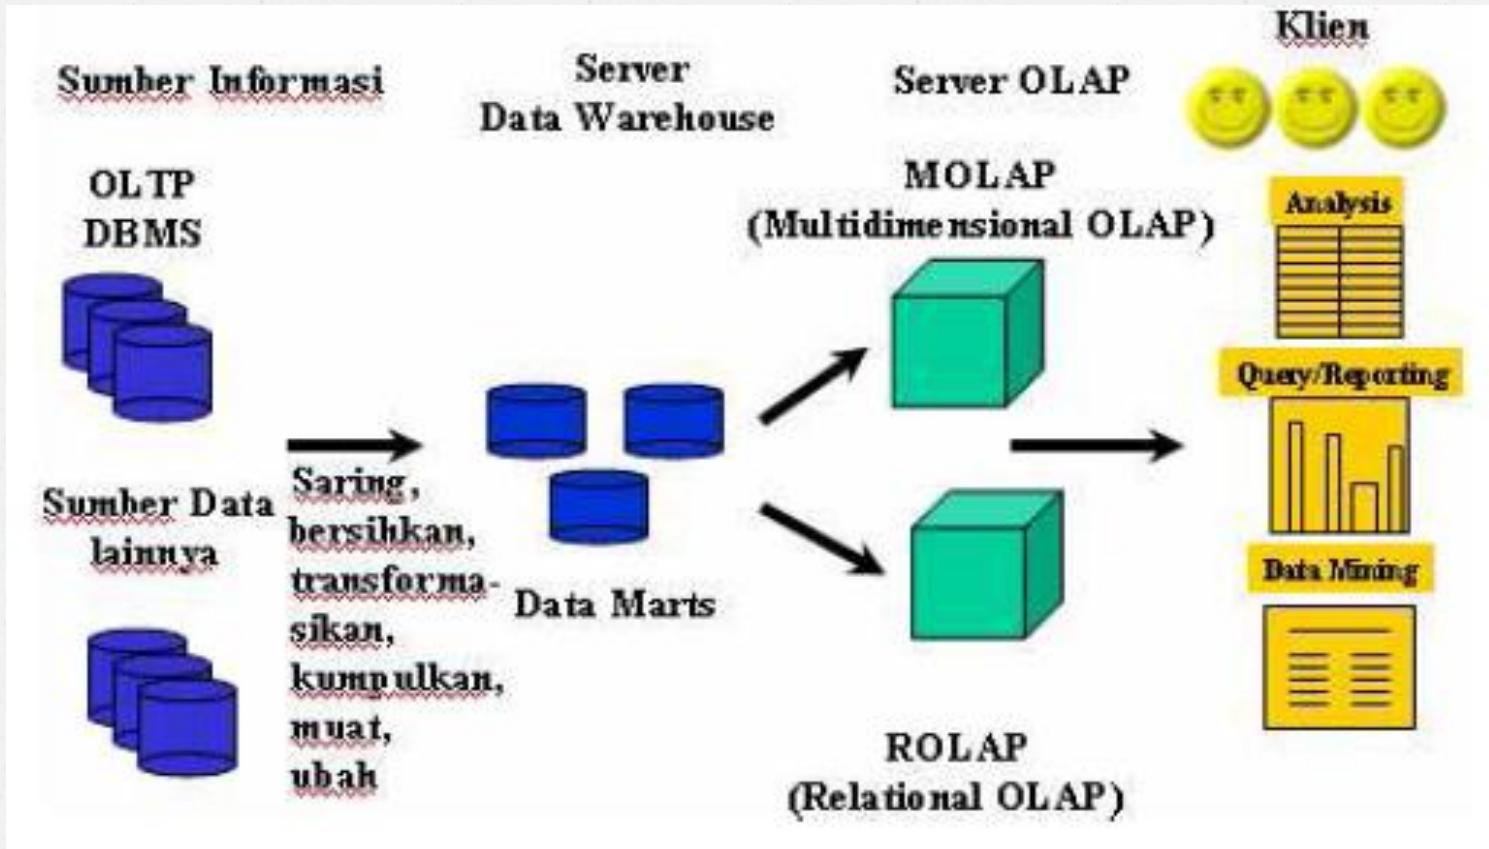 Sumber Informasi
OLTP
DBMS
Sumber Data
lainnya
Saring,
bersihkan,
transforma-
sikan,
kumpulkan,
muat,
ubah
Server
Data Warehouse
Data Marts
Server OLAP
MOLAP
(Multidimensional OLAP)
ROLAP
(Relational OLAP)
Klien
Analysis
Query/Reporting
Data Mining